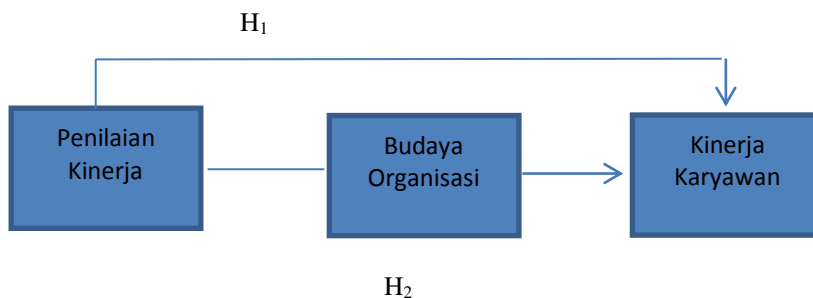 H₁
Penilaian
Kinerja
Budaya
Organisasi
Kinerja
Karyawan
H₂